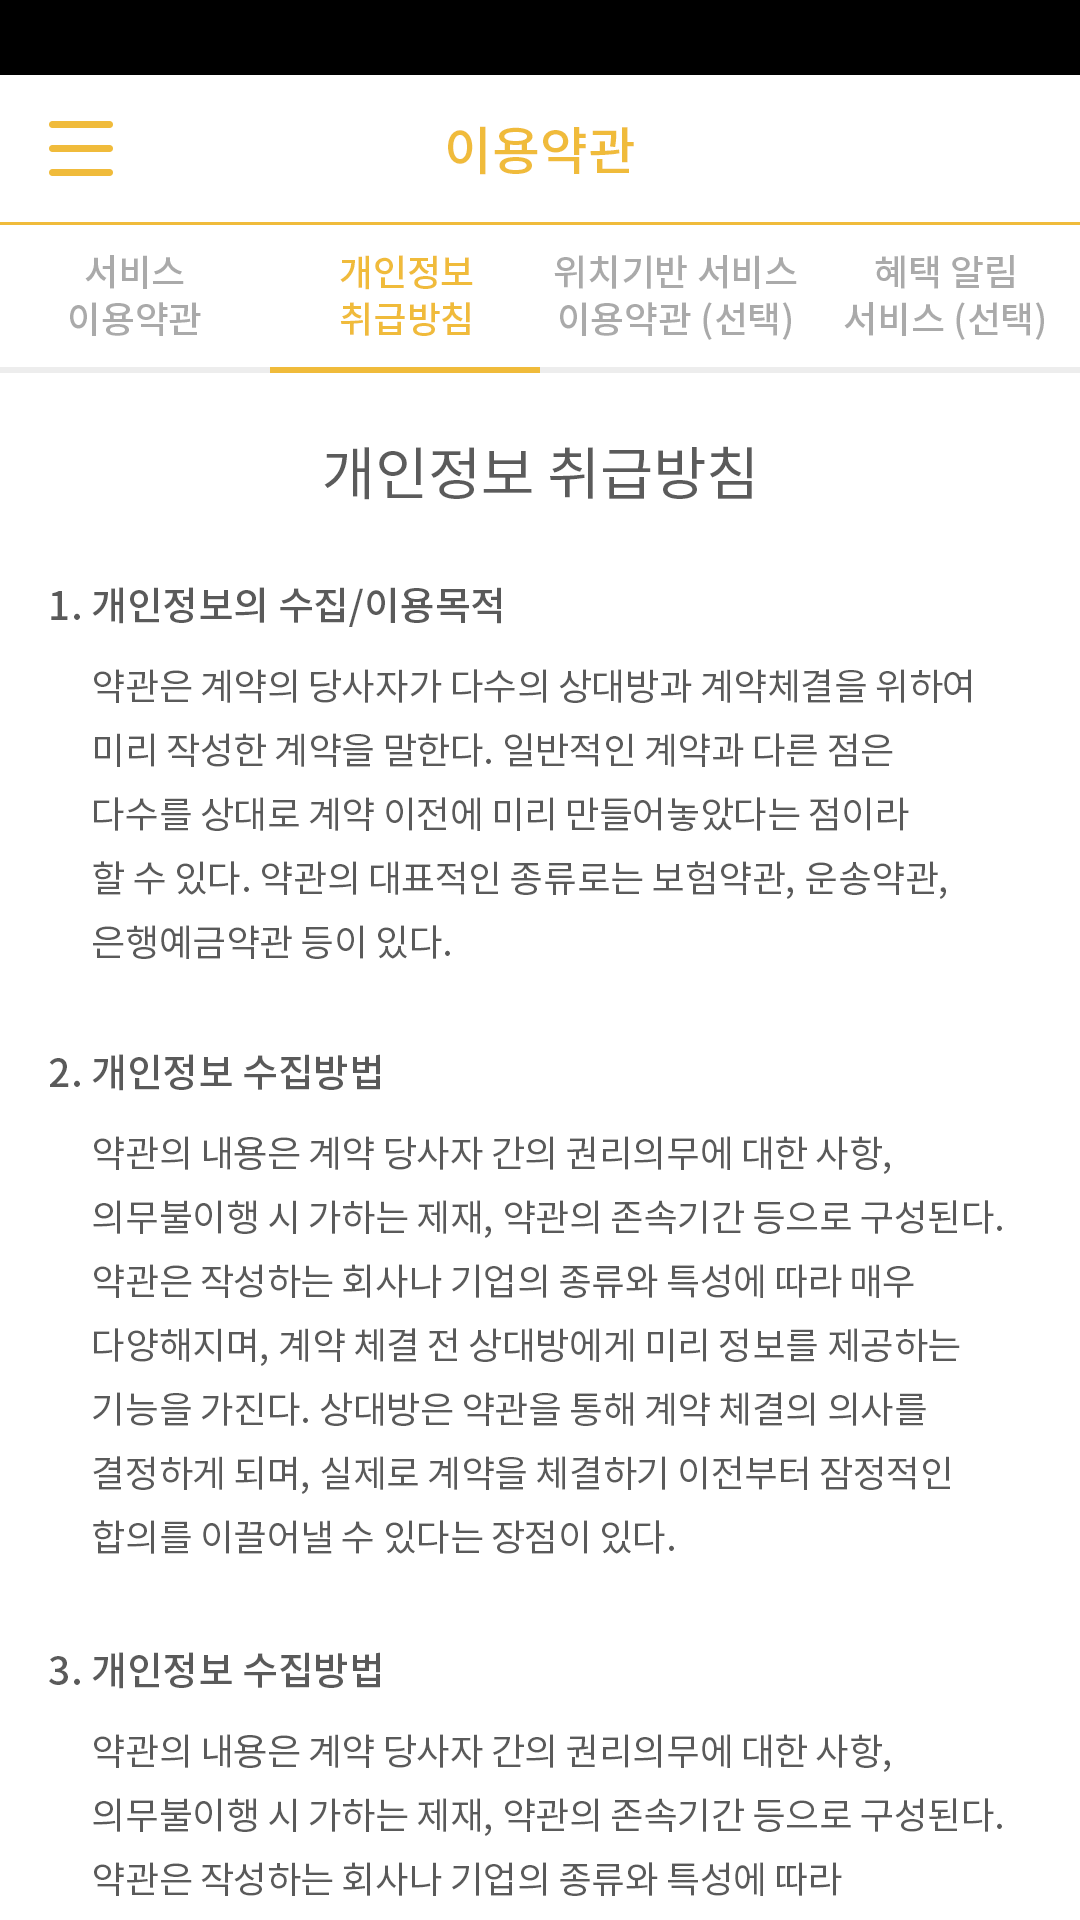 이용약관
서비스
이용약관
개인정보
취급방침
위치기반 서비스
이용약관 (선택)
혜택 알림
서비스 (선택)
개인정보 취급방침
1. 개인정보의 수집/이용목적
약관은 계약의 당사자가 다수의 상대방과 계약체결을 위하여
미리 작성한 계약을 말한다. 일반적인 계약과 다른 점은
다수를 상대로 계약 이전에 미리 만들어놓았다는 점이라
할 수 있다. 약관의 대표적인 종류로는 보험약관, 운송약관,
은행예금약관 등이 있다.
2. 개인정보 수집방법
약관의 내용은 계약 당사자 간의 권리의무에 대한 사항,
의무불이행 시 가하는 제재, 약관의 존속기간 등으로 구성된다.
약관은 작성하는 회사나 기업의 종류와 특성에 따라 매우
다양해지며, 계약 체결 전 상대방에게 미리 정보를 제공하는
기능을 가진다. 상대방은 약관을 통해 계약 체결의 의사를
결정하게 되며, 실제로 계약을 체결하기 이전부터 잠정적인
합의를 이끌어낼 수 있다는 장점이 있다.
3. 개인정보 수집방법
약관의 내용은 계약 당사자 간의 권리의무에 대한 사항,
의무불이행 시 가하는 제재, 약관의 존속기간 등으로 구성된다.
약관은 작성하는 회사나 기업의 종류와 특성에 따라